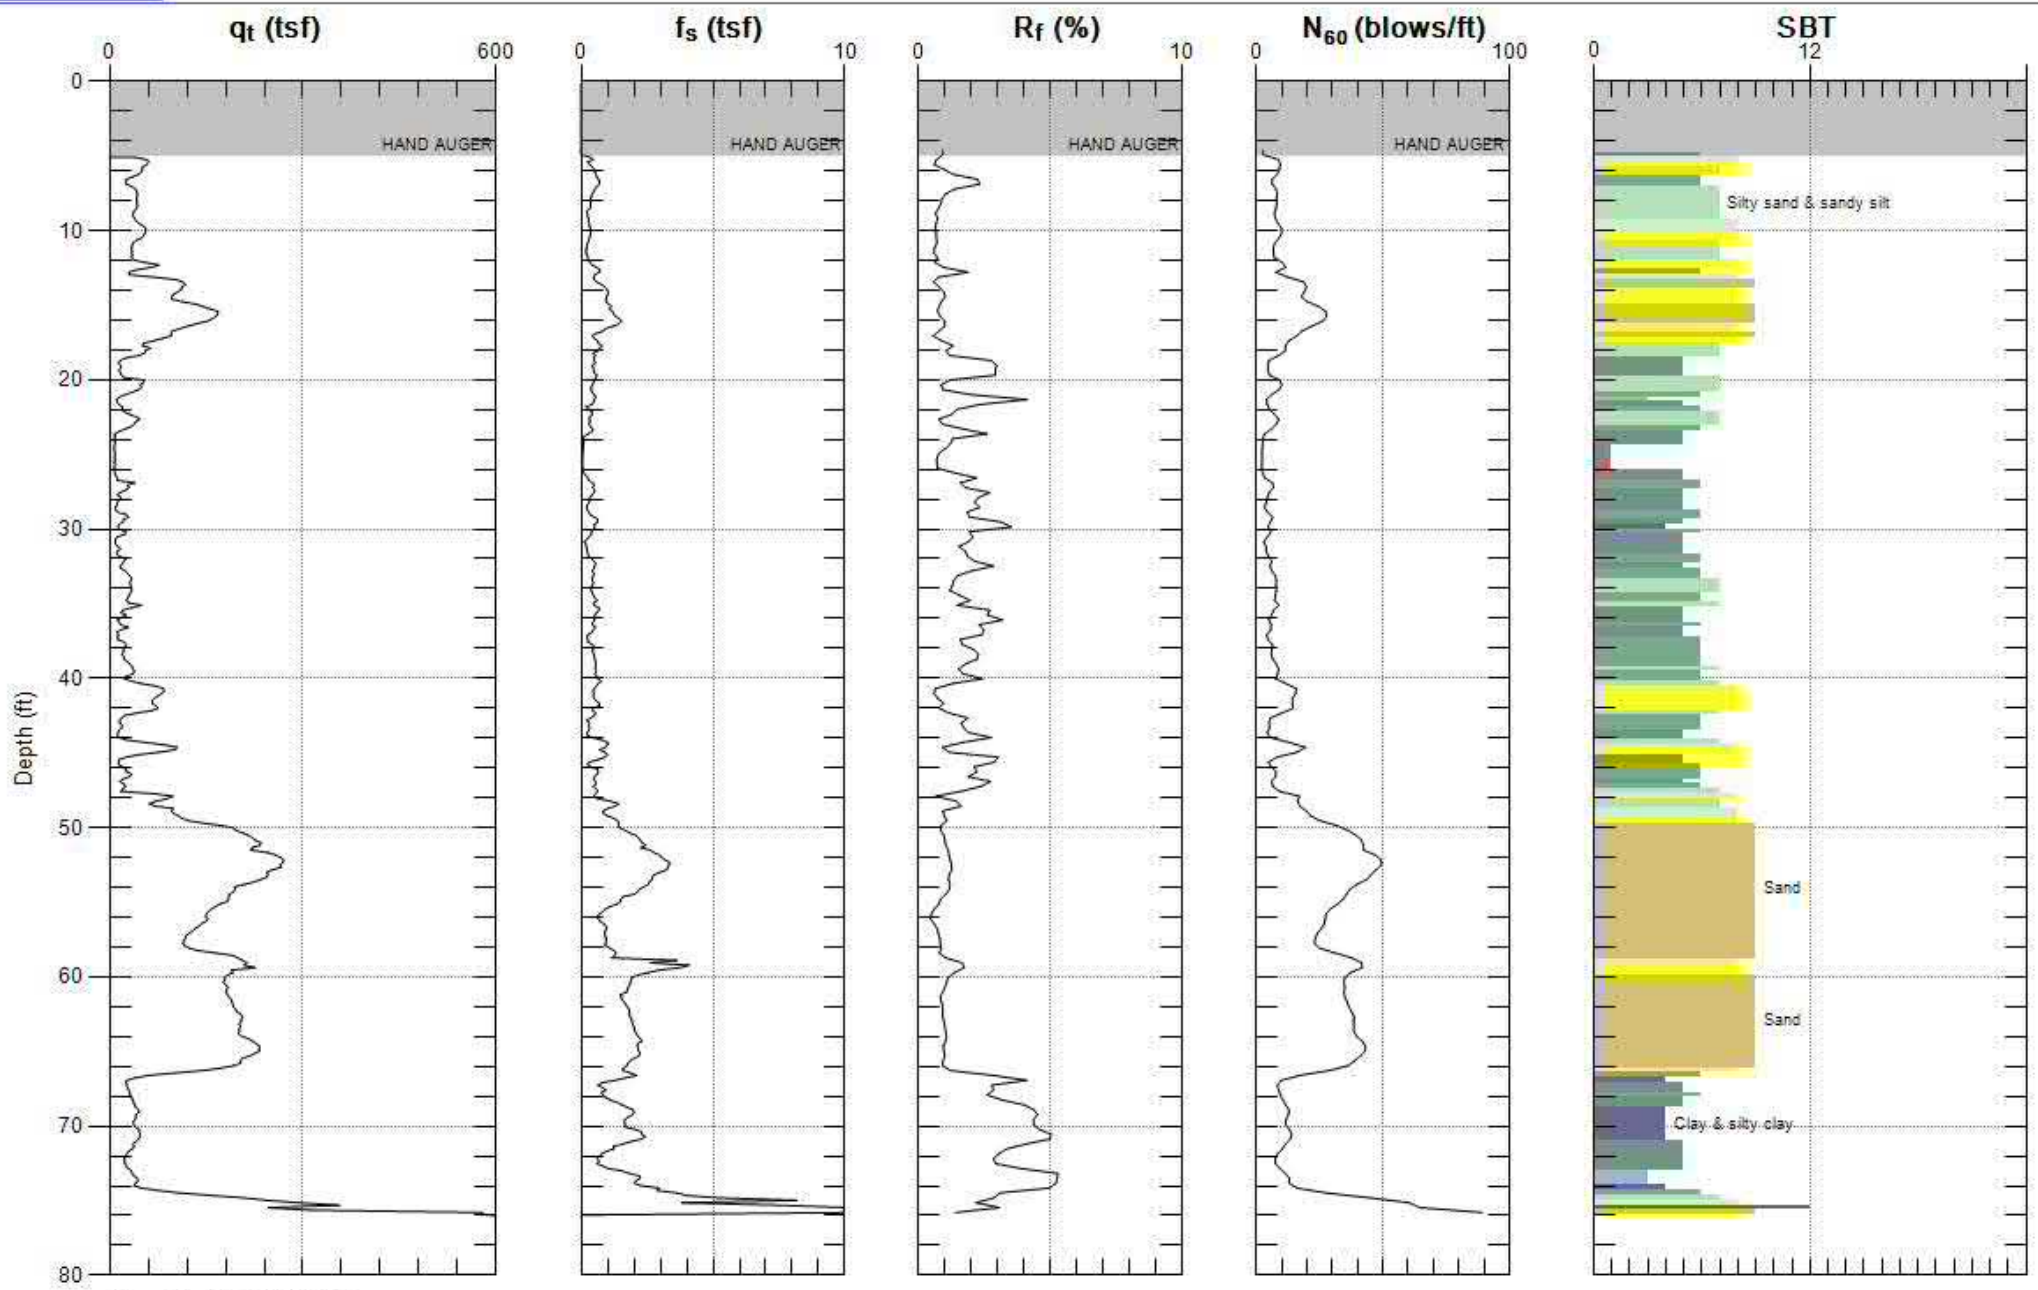 qt (tsf) fs (tsf) Rf (%) N60 (blows/ft) SBT
0 600 0 10 0 10 0 100 0 12
0
HAND AUGER HAND AUGER HAND AUGER HAND AUGER
Silty sand & sandy silt
10
20
30
40
Depth (ft)
50
Sand
60
Sand
70
Clay & silty clay
80